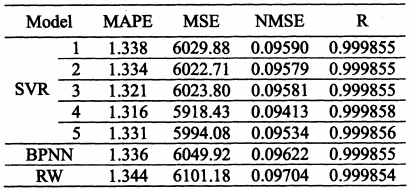 Model MAPE MSE NMSE R
1 1.338 6029.88 0.09590 0.999855
2 1.334 6022.71 0.09579 0.999855
SVR 3 1.321 6023.80 0.09581 0.999855
4 1.316 5918.43 0.09413 0.999858
5 1.331 5994.08 0.09534 0.999856
BPNN 1.336 6049.92 0.09622 0.999855
RW 1.344 6101.18 0.09704 0.999854